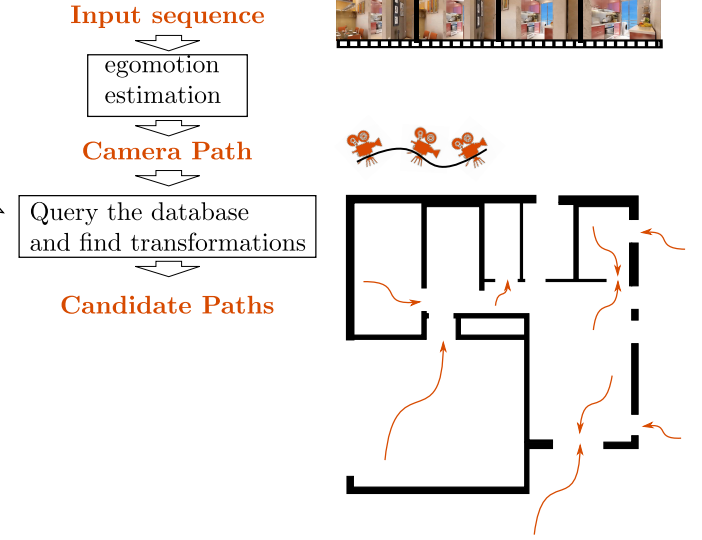 Input sequence
egomotion
estimation
Camera Path
Query the database
and find transformations
Candidate Paths